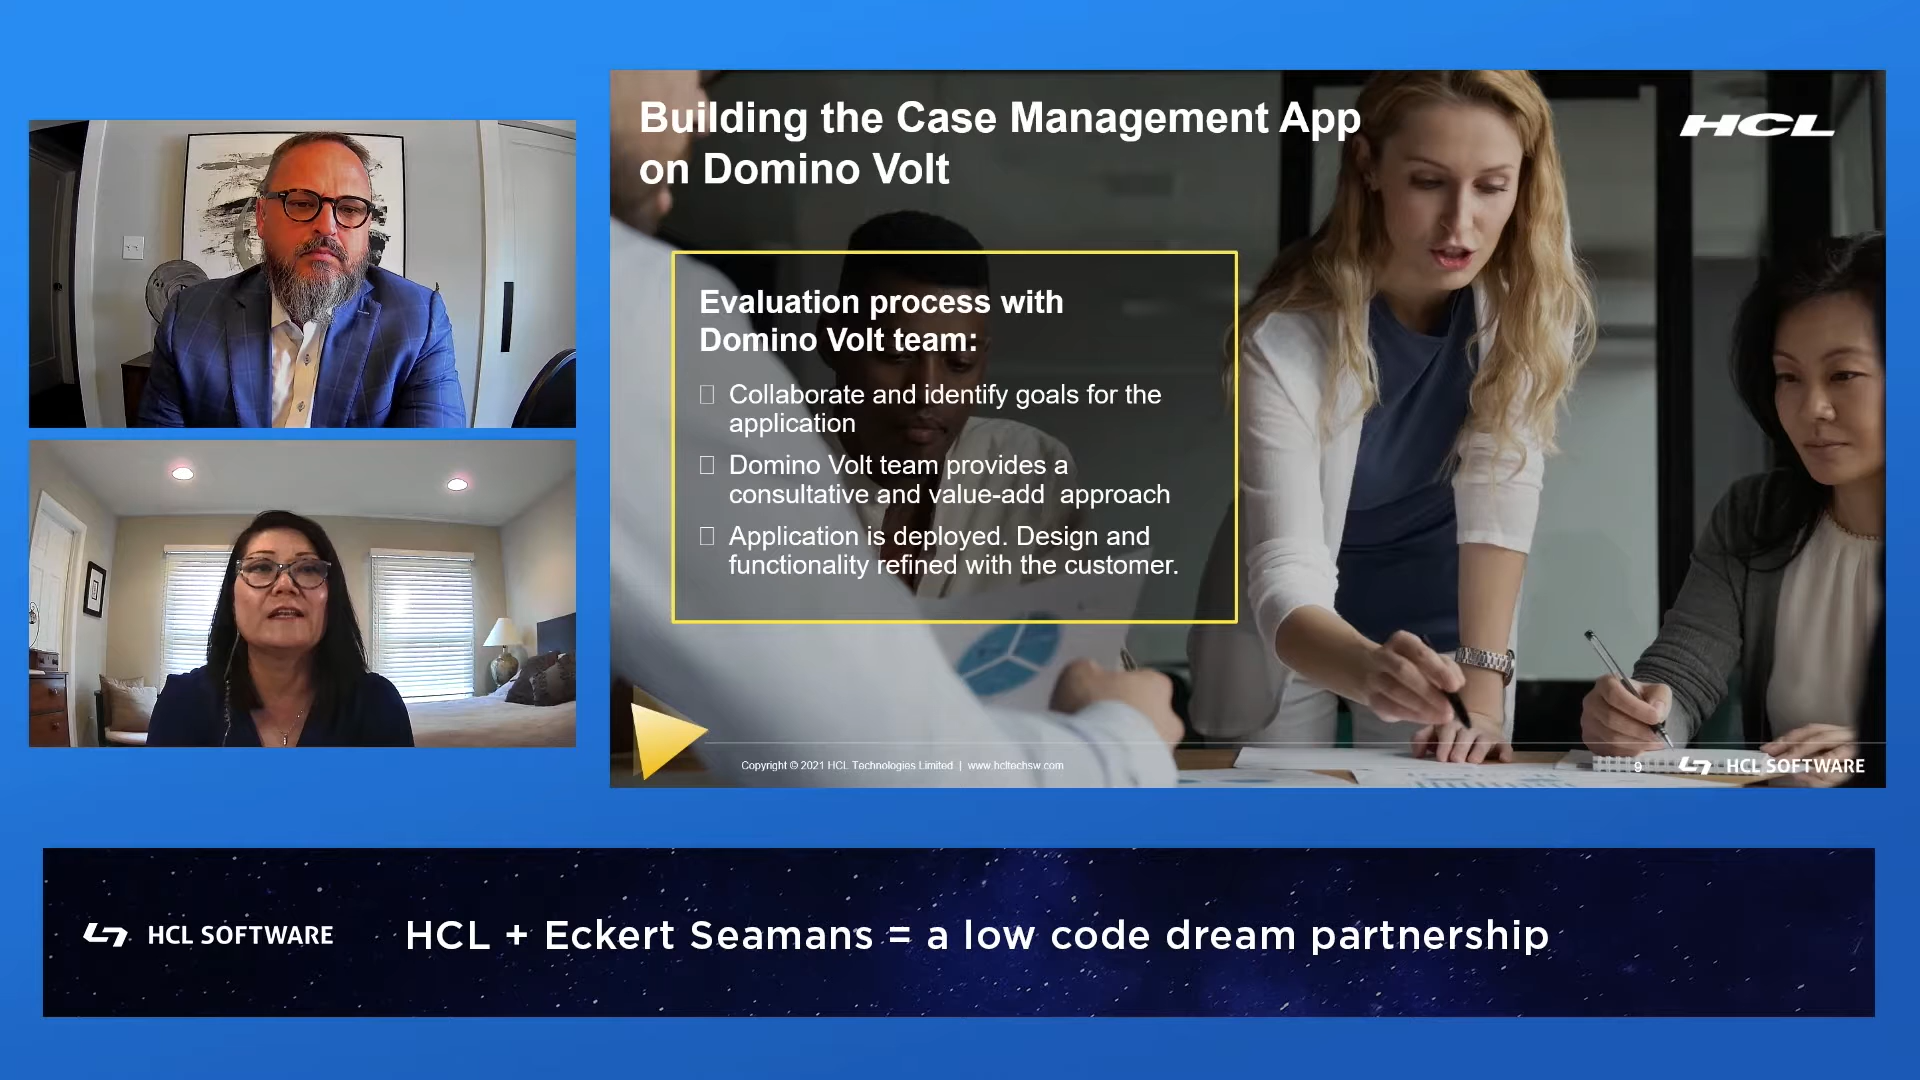 Building the Case Management App
on Domino Volt
HCL
Evaluation process with
Domino Volt team:
Collaborate and identify goals for the
application
Domino Volt team provides a
consultative and value-add approach
Application is deployed. Design and
functionality refined with the customer.
Copyright © 2021 HCL Technologies Limited | www.hcltechsw.com
9
HCL SOFTWARE
HCL SOFTWARE
HCL + Eckert Seamans = a low code dream partnership